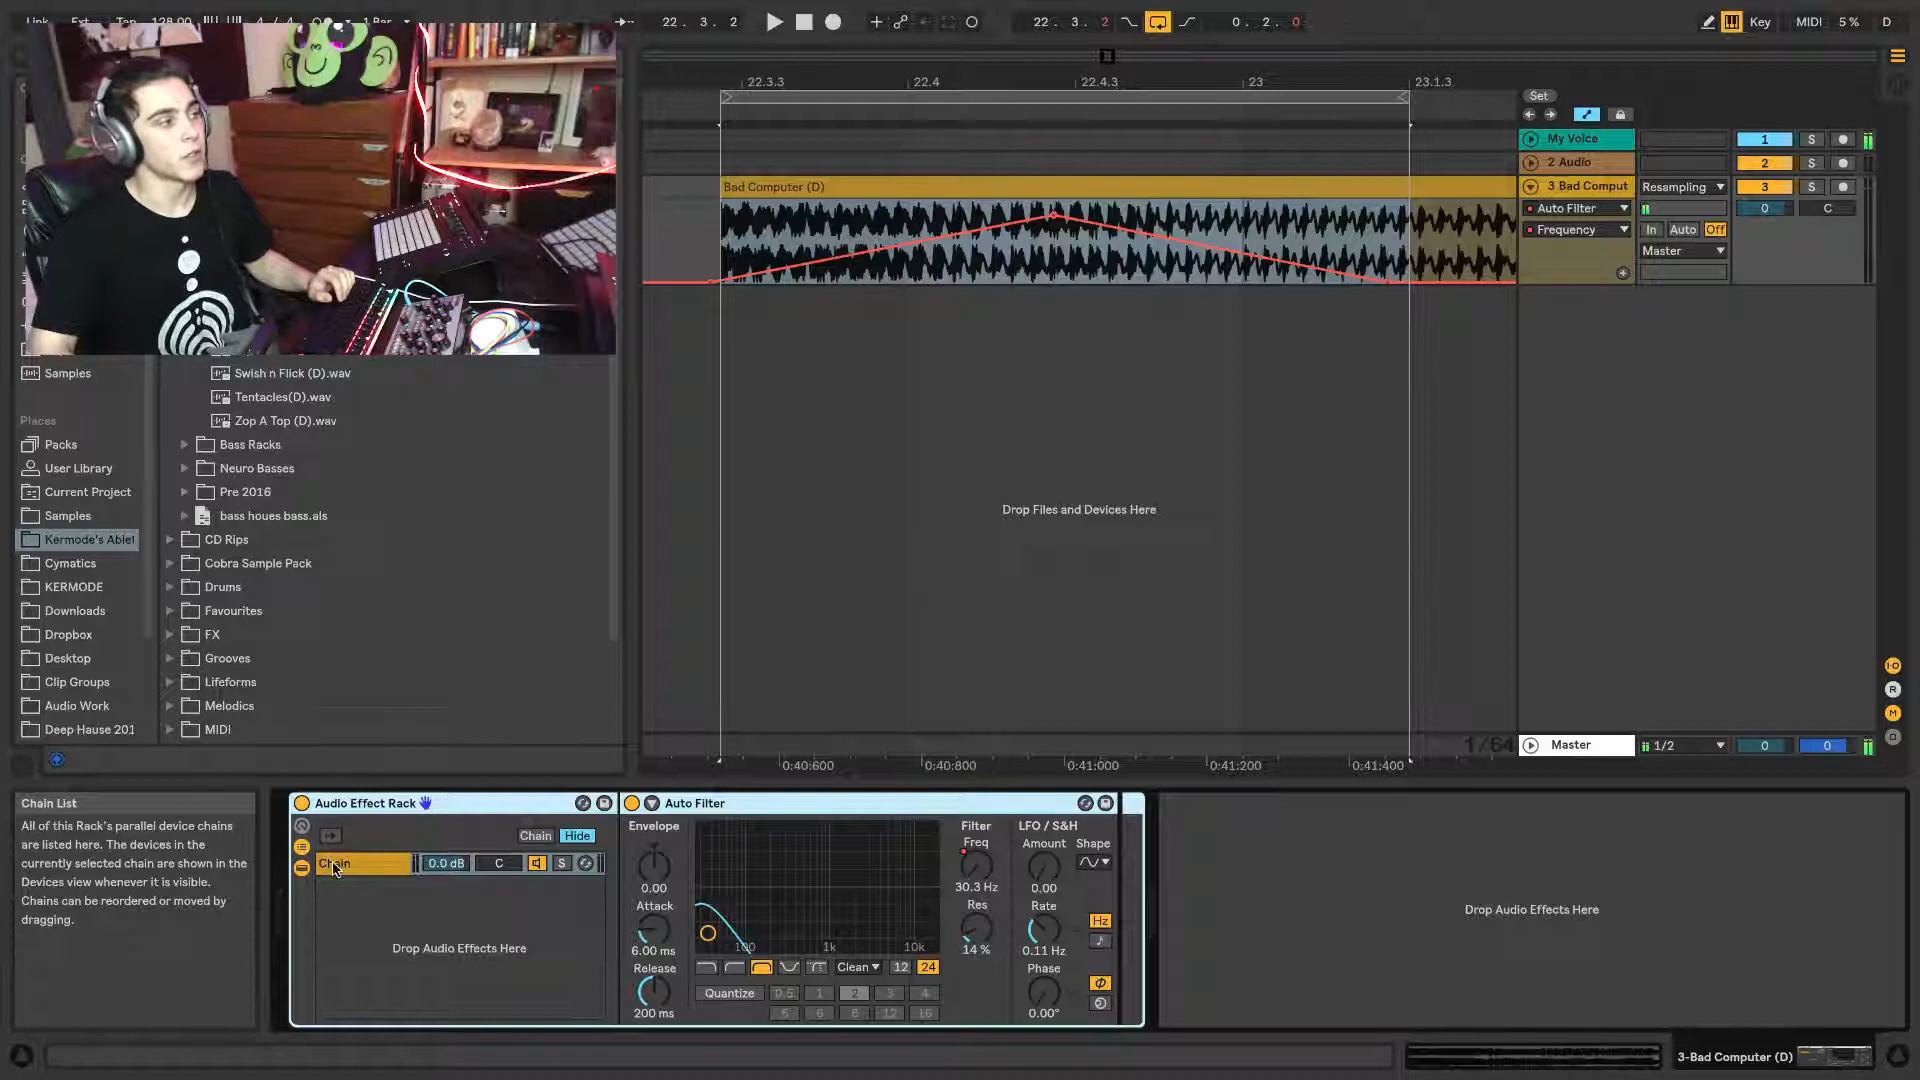 Link Ext Tap 128.00 4 / 4 1 Bar
22 . 3 . 2
22 . 3 . 2
0 . 2 . 0
Key MIDI 5 % D
22.3.3 22.4 22.4.3 23 23.1.3
Set
My Voice 1 S
2 Audio 2 S
Bad Computer (D)
3 Bad Comput Resampling 3 S
Auto Filter 0 C
Frequency In Auto Off
Master
Drop Files and Devices Here
Samples
Swish n Flick (D).wav
Tentacles(D).wav
Places
Zop A Top (D).wav
Packs
Bass Racks
User Library
Neuro Basses
Current Project
Pre 2016
Samples
bass houes bass.als
Kermode's Ablet
CD Rips
Cymatics
Cobra Sample Pack
KERMODE
Drums
Downloads
Favourites
Dropbox
FX
Desktop
Grooves
Clip Groups
Lifeforms
Audio Work
Melodics
Deep Hause 201
MIDI
1/64
Master 1/2 0 0
0:40:600 0:40:800 0:41:000 0:41:200 0:41:400
Chain List
All of this Rack's parallel device chains
are listed here. The devices in the
currently selected chain are shown in the
Devices view whenever it is visible.
Chains can be reordered or moved by
dragging.
Audio Effect Rack
Chain Hide
Chain 0.0 dB C S
Drop Audio Effects Here
Auto Filter
Envelope
0.00
Attack
6.00 ms
Release
200 ms
100 1k 10k
Clean 12 24
Quantize 0.5 1 2 3 4
5 6 8 12 16
Filter
Freq
30.3 Hz
Res
14 %
LFO / S&H
Amount Shape
0.00
Rate
Hz
0.11 Hz
Phase
0.00°
Drop Audio Effects Here
3-Bad Computer (D)